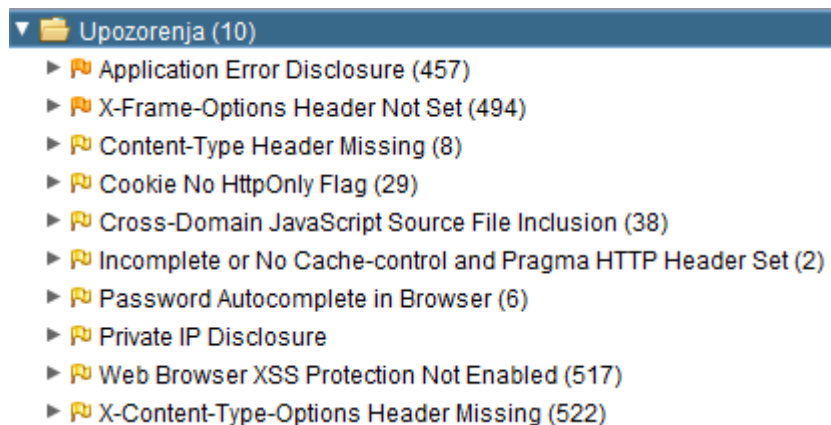 Upozorenja (10)
Application Error Disclosure (457)
X-Frame-Options Header Not Set (494)
Content-Type Header Missing (8)
Cookie No HttpOnly Flag (29)
Cross-Domain JavaScript Source File Inclusion (38)
Incomplete or No Cache-control and Pragma HTTP Header Set (2)
Password Autocomplete in Browser (6)
Private IP Disclosure
Web Browser XSS Protection Not Enabled (517)
X-Content-Type-Options Header Missing (522)